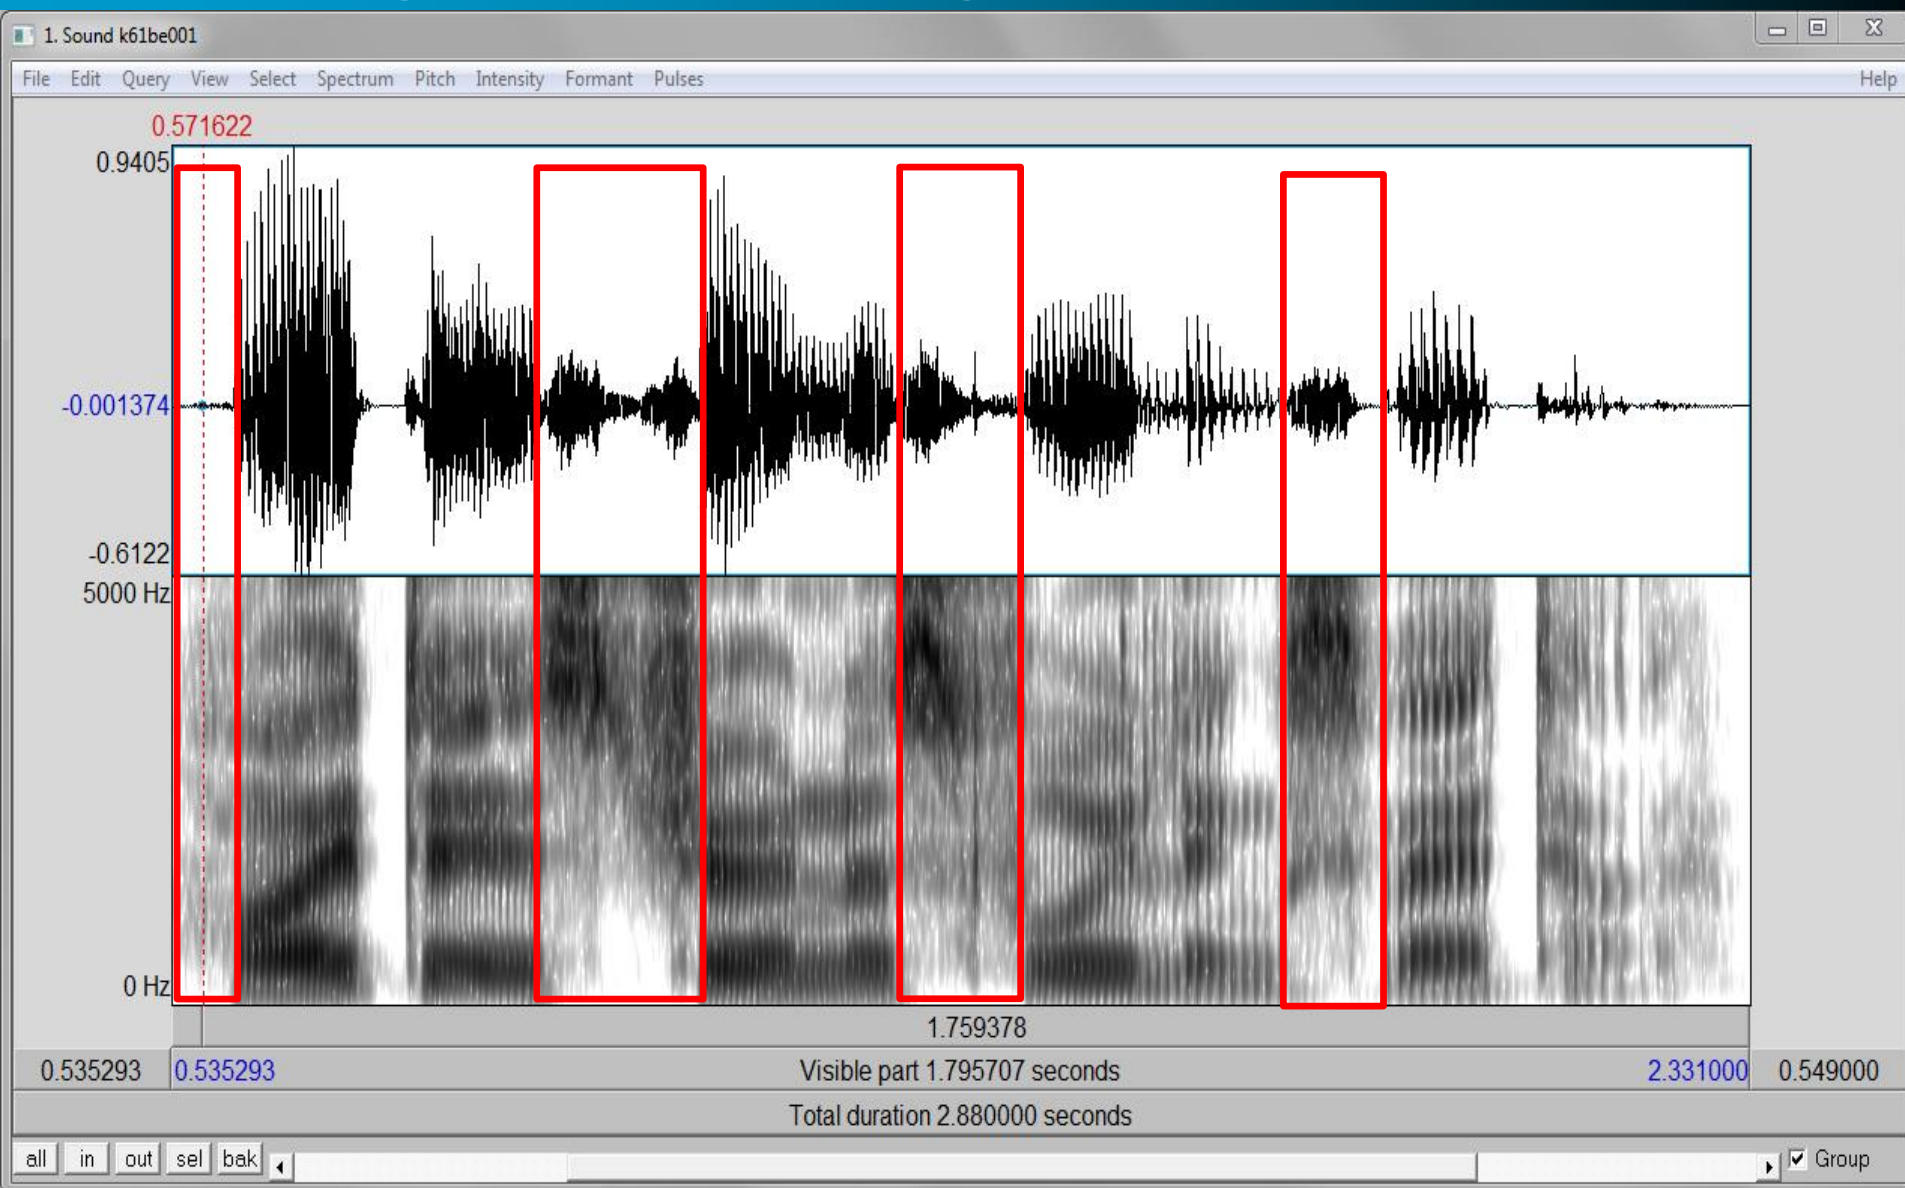 1. Sound k61be001
File Edit Query View Select Spectrum Pitch Intensity Formant Pulses Help
0.571622
0.9405
-0.001374
-0.6122
5000 Hz
0 Hz
1.759378
0.535293 0.535293 Visible part 1.795707 seconds 2.331000 0.549000
Total duration 2.880000 seconds
all in out sel bak Group